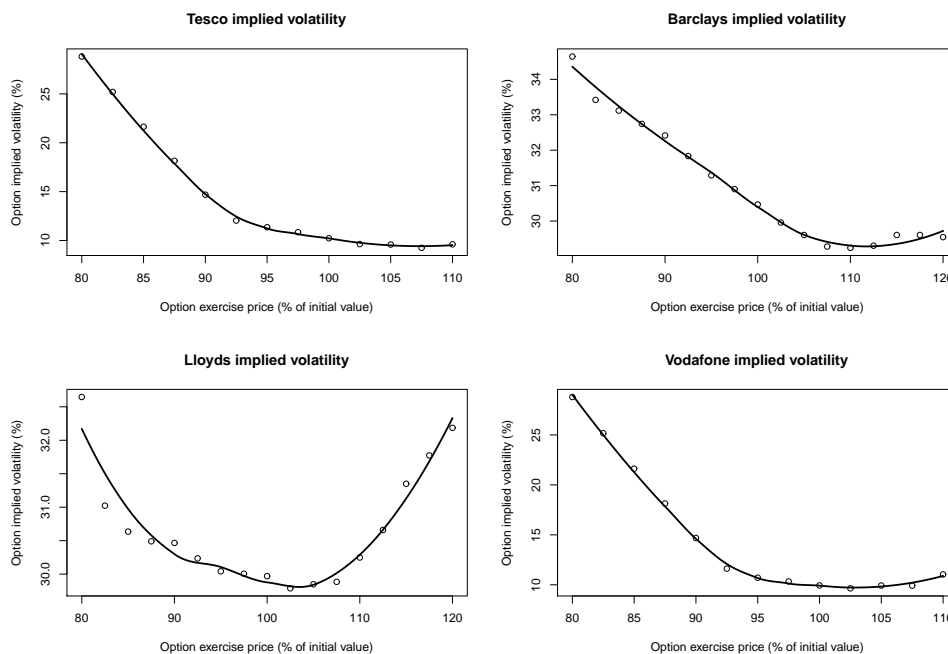 Tesco implied volatility
Option implied volatility (%)
10 15 20 25
80 85 90 95 100 105 110
Option exercise price (% of initial value)
Barclays implied volatility
Option implied volatility (%)
30 31 32 33 34
80 90 100 110 120
Option exercise price (% of initial value)
Lloyds implied volatility
Option implied volatility (%)
30.0 31.0 32.0
80 90 100 110 120
Option exercise price (% of initial value)
Vodafone implied volatility
Option implied volatility (%)
10 15 20 25
80 85 90 95 100 105 110
Option exercise price (% of initial value)